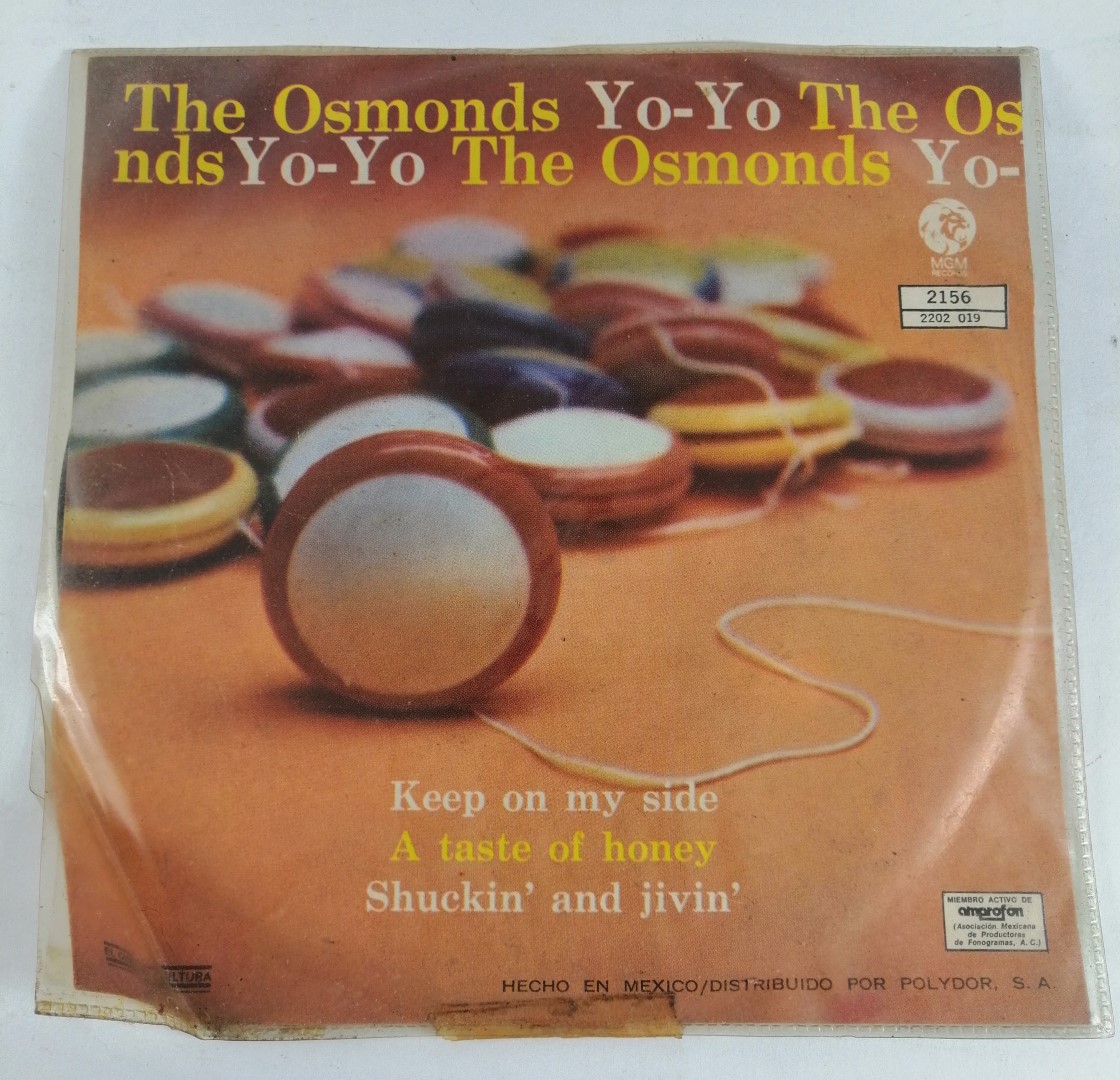 The Osmonds Yo-Yo The Os
nds Yo-Yo The Osmonds Yo-
MGM
RECORDS
2156
2202 019
Keep on my side
A taste of honey
Shuckin' and jivin'
MIEMBRO ACTIVO DE
amprofon
(Asociación Mexicana
de Productores
de Fonogramas, A. C.)
ULTURA
HECHO EN MEXICO/DISTRIBUIDO POR POLYDOR, S. A.